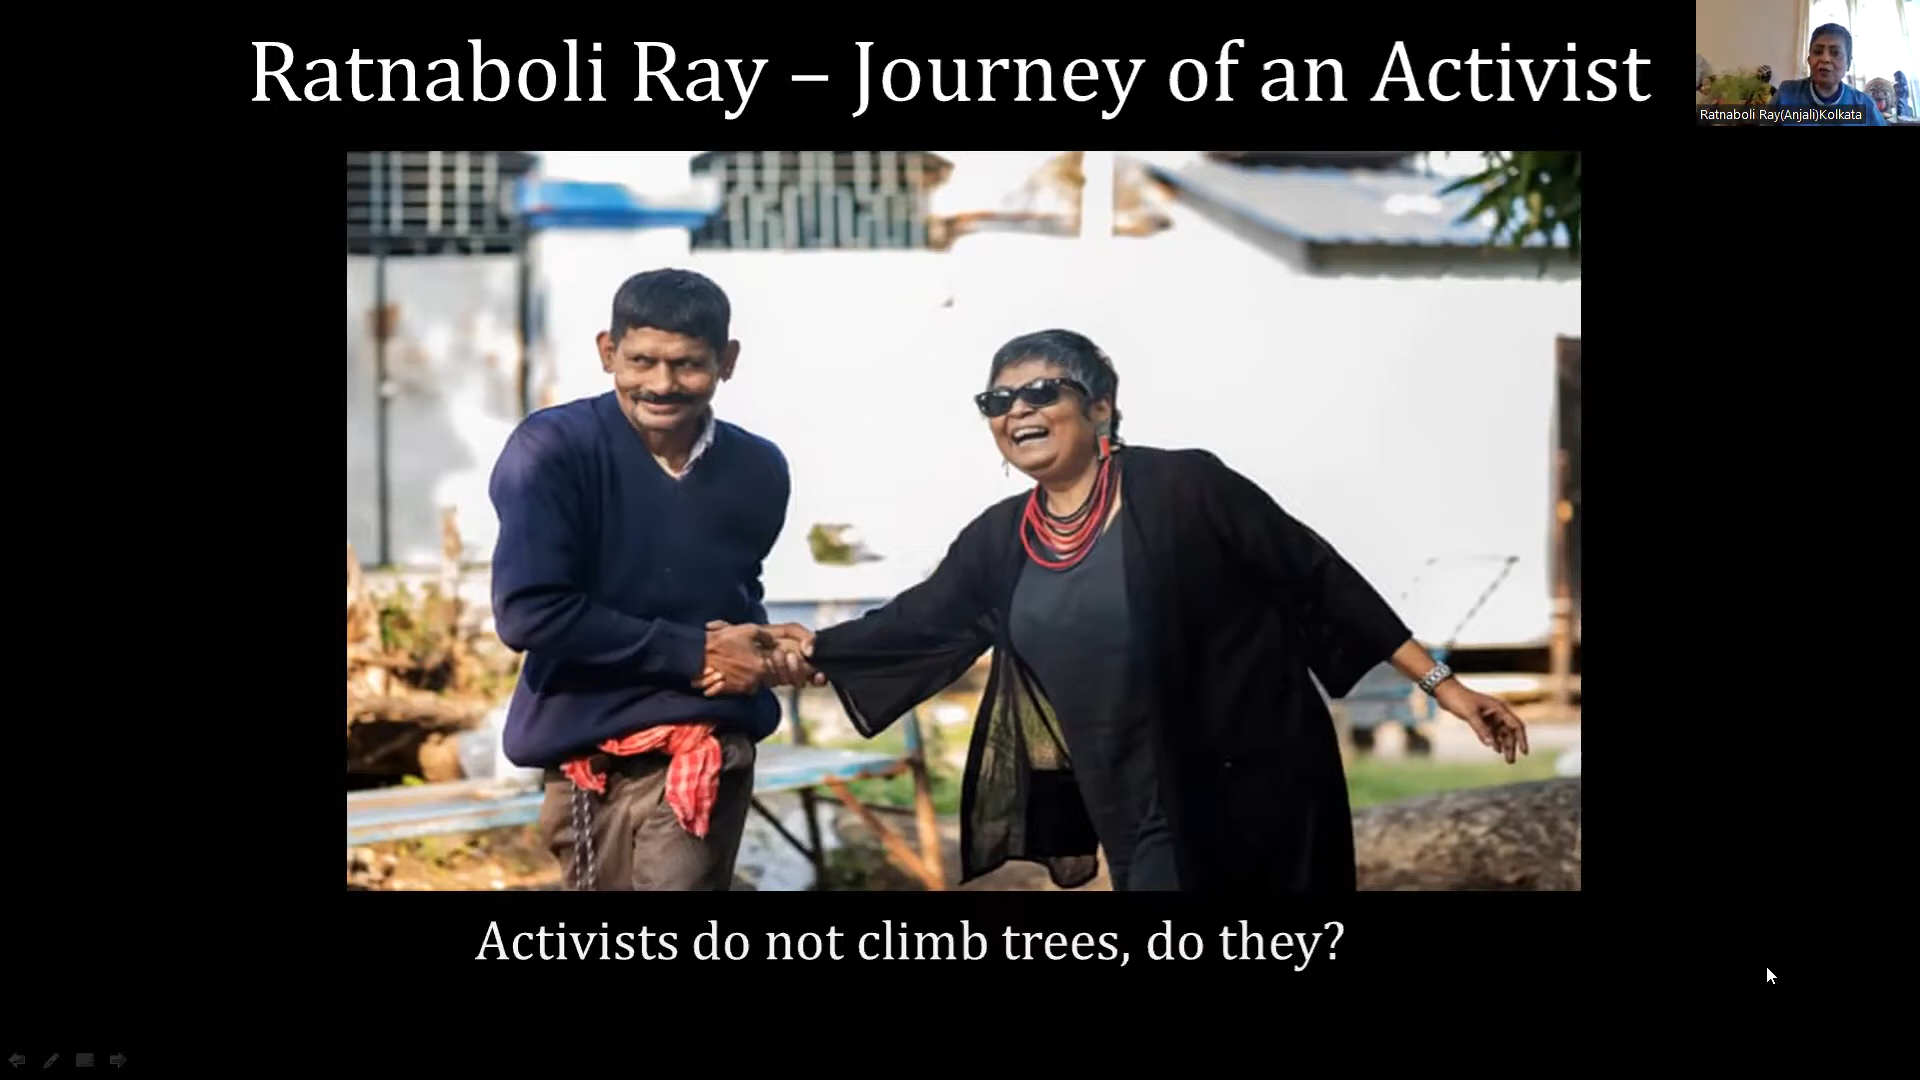 Ratnaboli Ray – Journey of an Activist
Ratnaboli Ray(Anjali)Kolkata
Activists do not climb trees, do they?